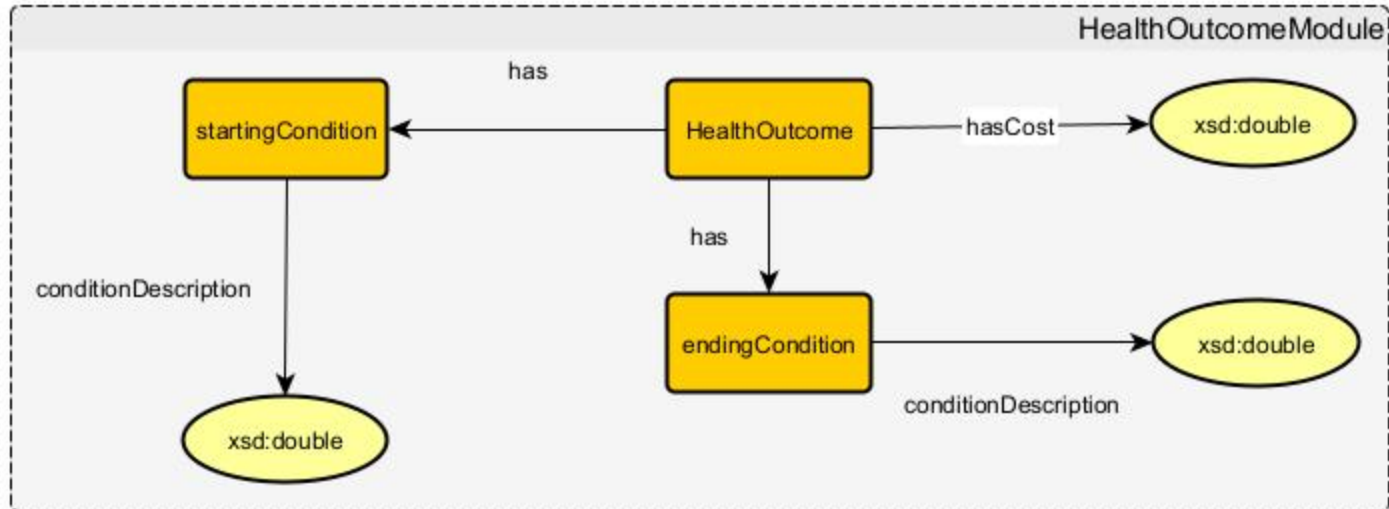 HealthOutcomeModule
has
startingCondition
HealthOutcome
hasCost
xsd:double
has
conditionDescription
endingCondition
xsd:double
conditionDescription
xsd:double